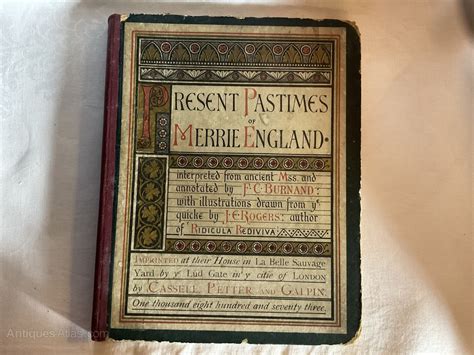 PRESENT PASTIMES
of
MERRIE ENGLAND·
interpreted from ancient Mss and
annotated by F. C. BURNAND:
with illustrations drawn from yᵉ
quicke by J. E. ROGERS: author
of RIDICULA REDIVIVA:
IMPRINTED at their House in LA BELLE SAUVAGE
YARD by yᵉ LUD GATE in yᵉ citie of LONDON
by CASSELL PETTER AND GALPIN.
One thousand eight hundred and seventy three.
AntiquesAtlas.com